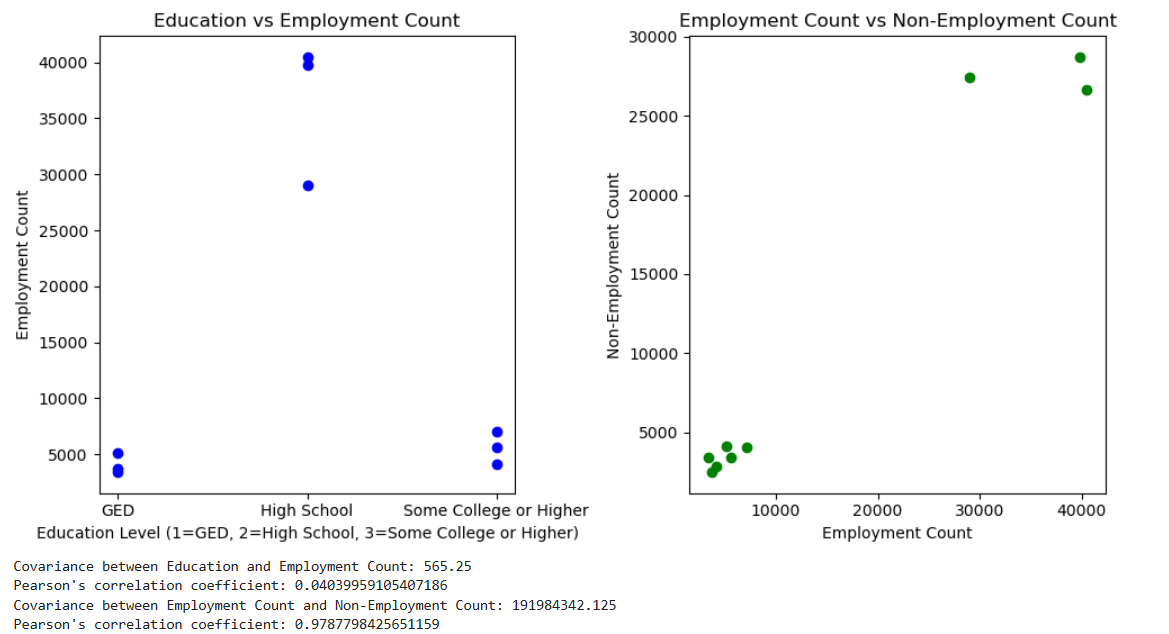 Education vs Employment Count
Employment Count
40000
35000
30000
25000
20000
15000
10000
5000
GED
High School
Some College or Higher
Education Level (1=GED, 2=High School, 3=Some College or Higher)
Employment Count vs Non-Employment Count
Non-Employment Count
30000
25000
20000
15000
10000
5000
10000
20000
30000
40000
Employment Count
Covariance between Education and Employment Count: 565.25
Pearson's correlation coefficient: 0.04039959105407186
Covariance between Employment Count and Non-Employment Count: 191984342.125
Pearson's correlation coefficient: 0.9787798425651159